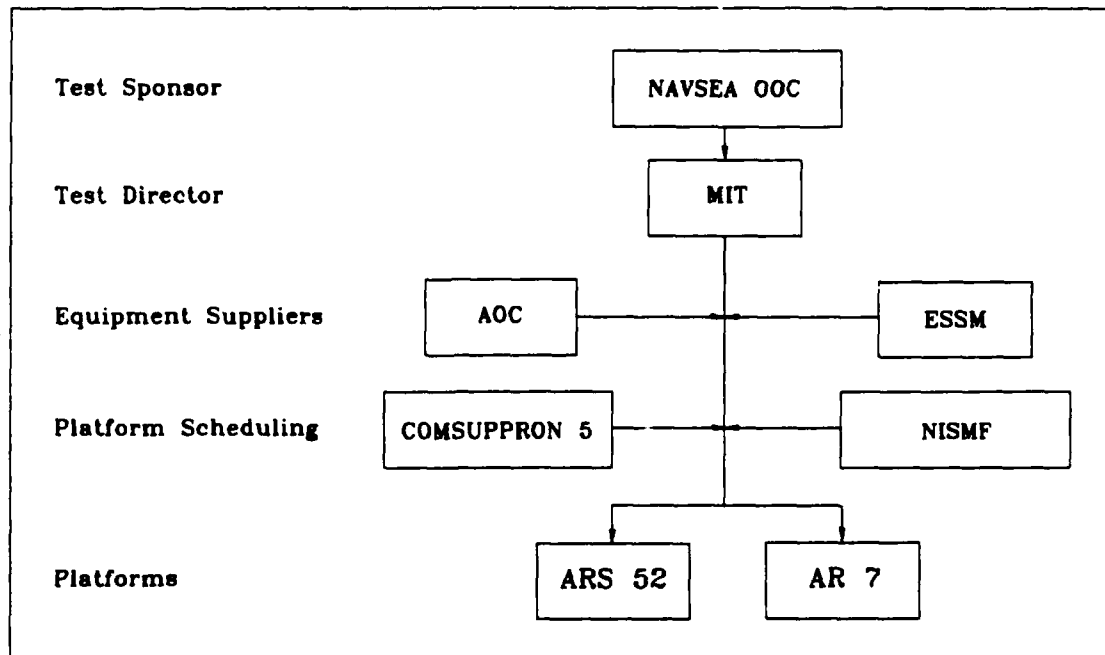 Test Sponsor
NAVSEA OOC
Test Director
MIT
Equipment Suppliers
AOC
ESSM
Platform Scheduling
COMSUPPRON 5
NISMF
Platforms
ARS 52
AR 7